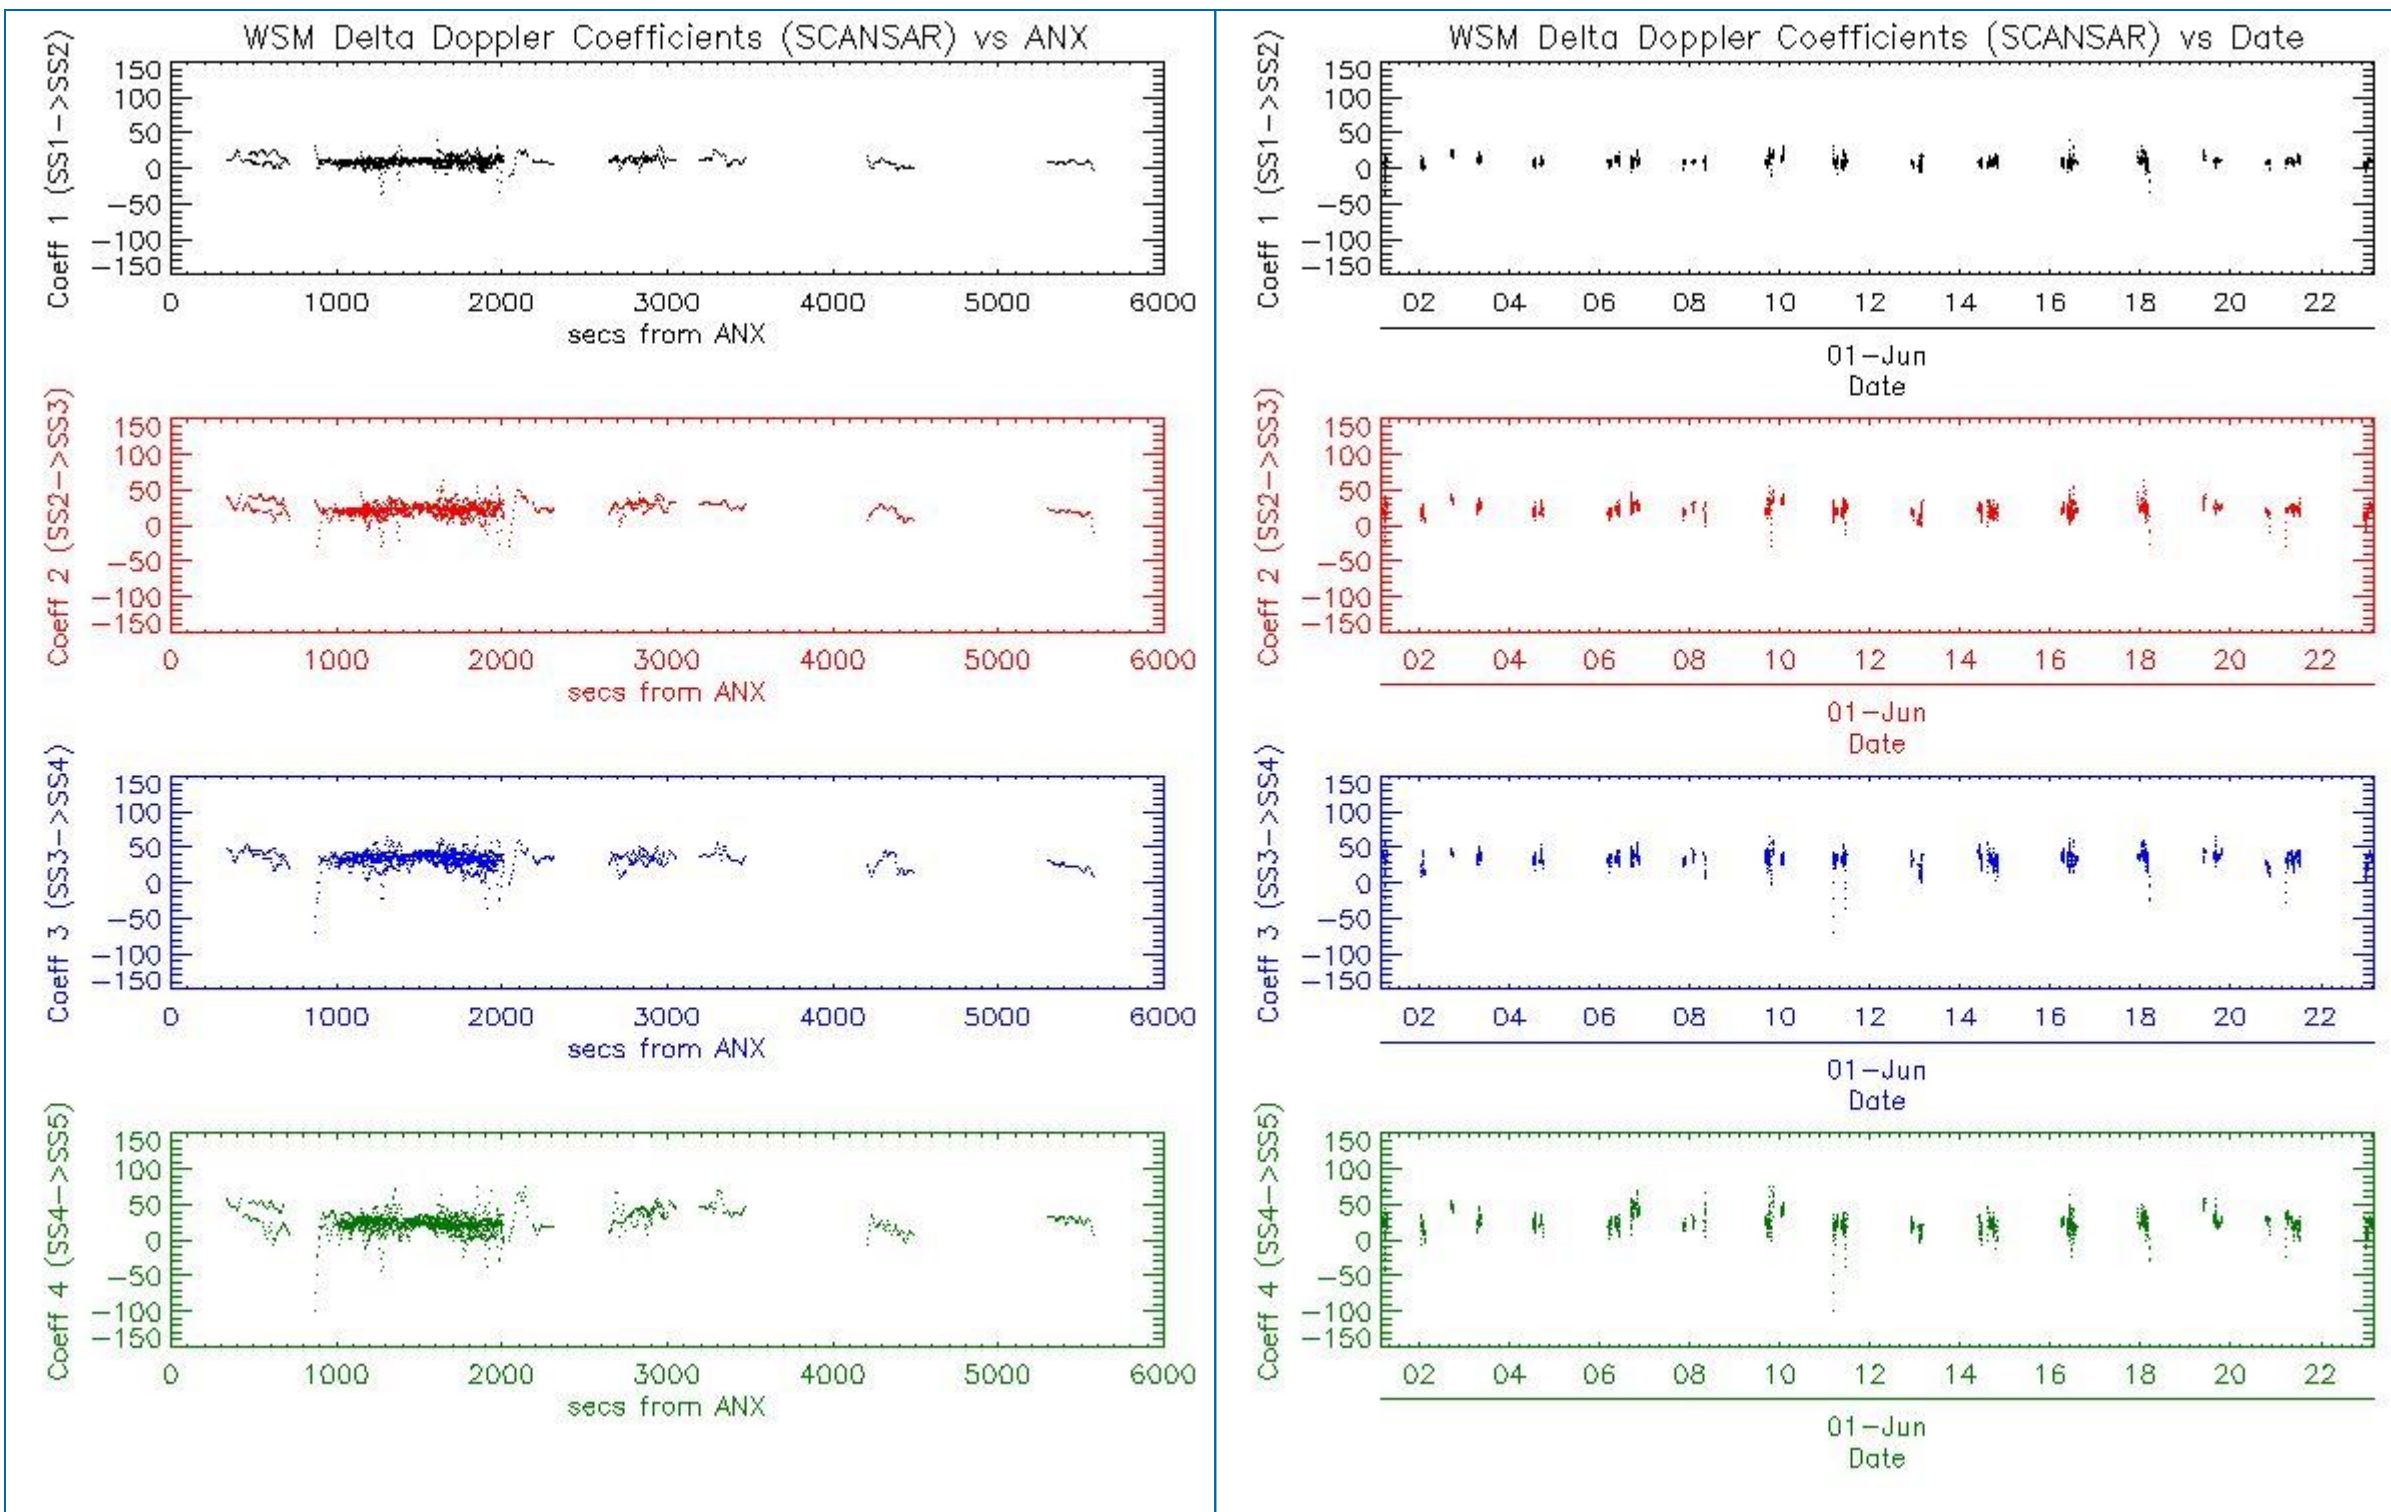 WSM Delta Doppler Coefficients (SCANSAR) vs ANX
Coeff 1 (SS1->SS2)
150
100
50
0
-50
-100
-150
0 1000 2000 3000 4000 5000 6000
secs from ANX
Coeff 2 (SS2->SS3)
150
100
50
0
-50
-100
-150
0 1000 2000 3000 4000 5000 6000
secs from ANX
Coeff 3 (SS3->SS4)
150
100
50
0
-50
-100
-150
0 1000 2000 3000 4000 5000 6000
secs from ANX
Coeff 4 (SS4->SS5)
150
100
50
0
-50
-100
-150
0 1000 2000 3000 4000 5000 6000
secs from ANX
WSM Delta Doppler Coefficients (SCANSAR) vs Date
Coeff 1 (SS1->SS2)
150
100
50
0
-50
-100
-150
02 04 06 08 10 12 14 16 18 20 22
01-Jun
Date
Coeff 2 (SS2->SS3)
150
100
50
0
-50
-100
-150
02 04 06 08 10 12 14 16 18 20 22
01-Jun
Date
Coeff 3 (SS3->SS4)
150
100
50
0
-50
-100
-150
02 04 06 08 10 12 14 16 18 20 22
01-Jun
Date
Coeff 4 (SS4->SS5)
150
100
50
0
-50
-100
-150
02 04 06 08 10 12 14 16 18 20 22
01-Jun
Date